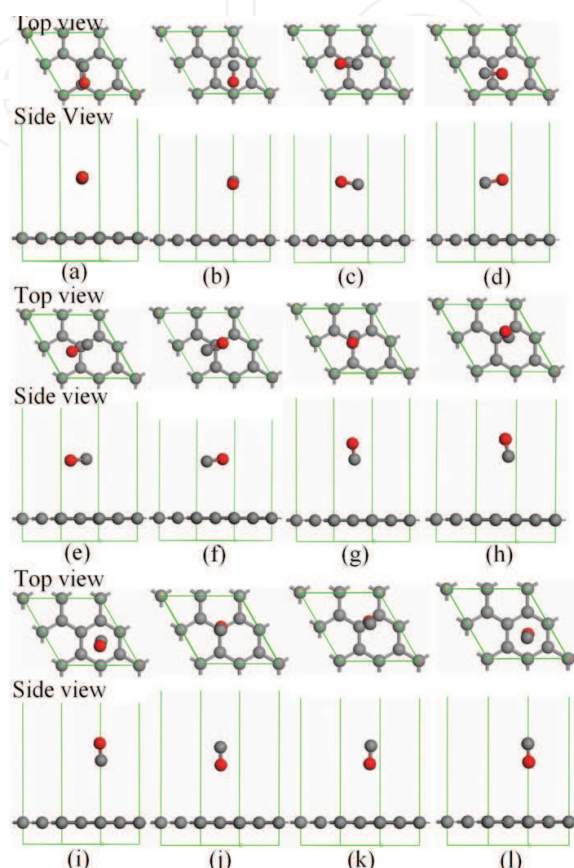 Top view
Side View
(a) (b) (c) (d)
Top view
Side view
(e) (f) (g) (h)
Top view
Side view
(i) (j) (k) (l)